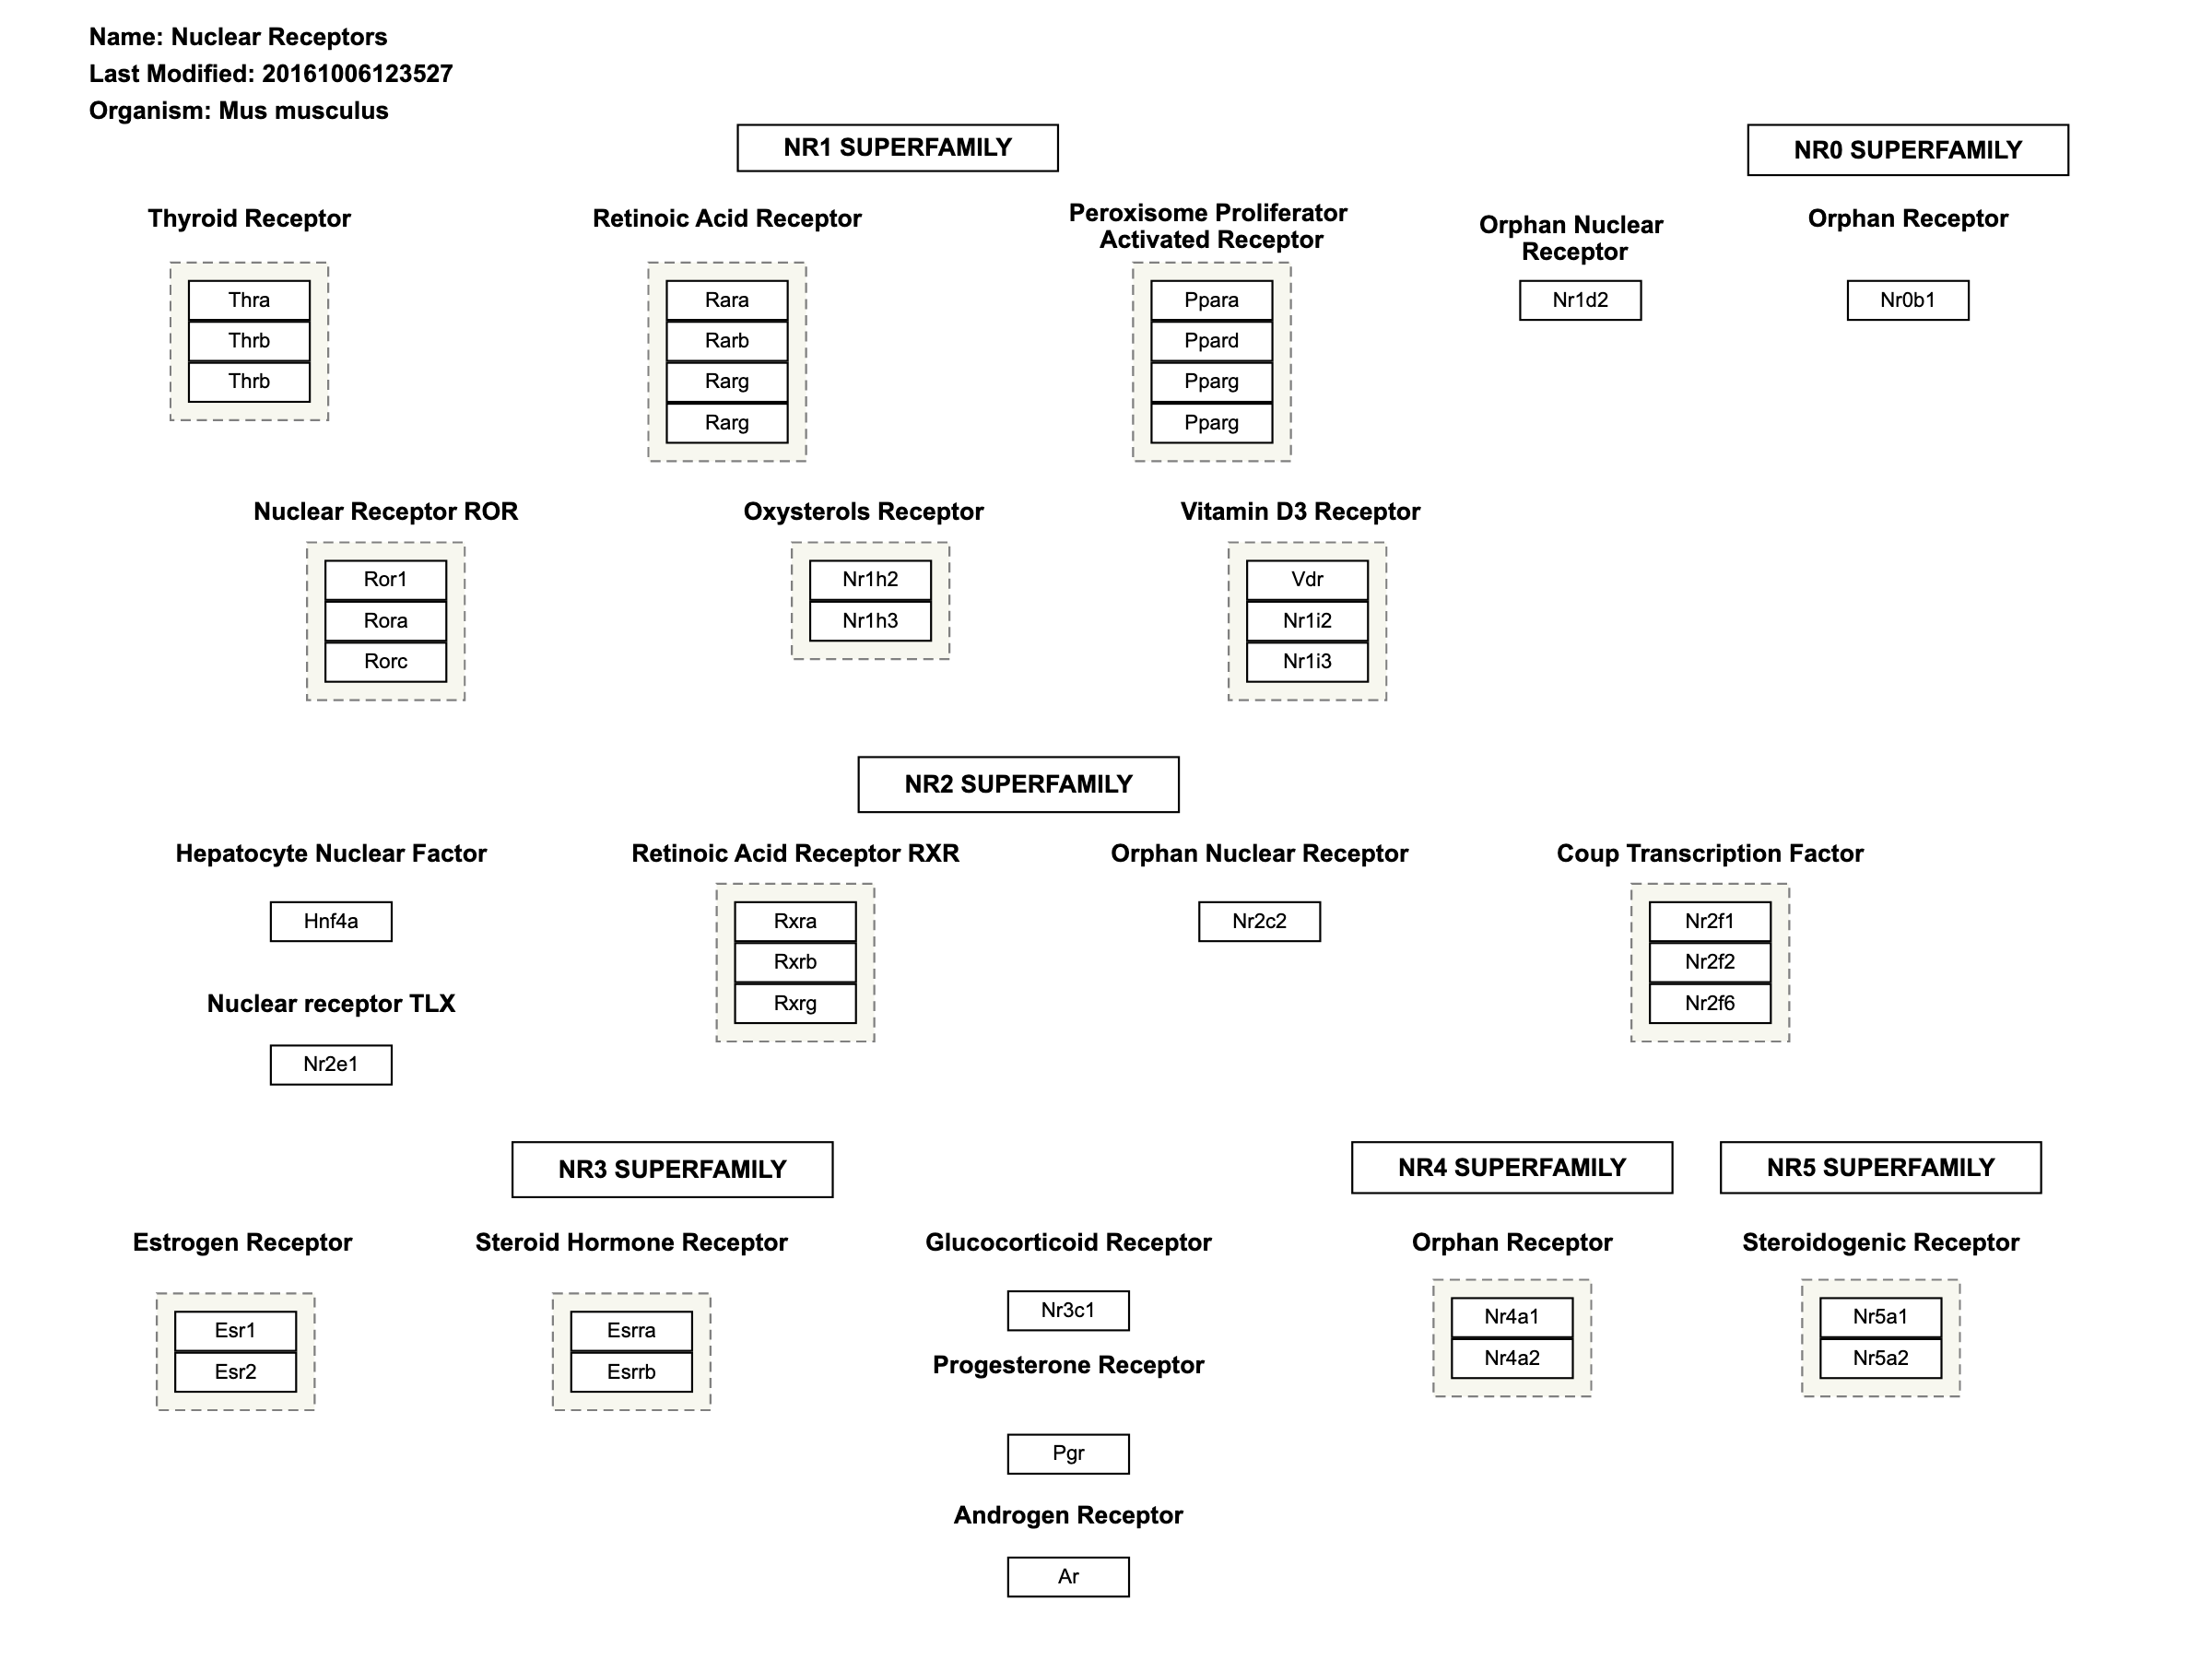 Name: Nuclear Receptors
Last Modified: 20161006123527
Organism: Mus musculus
NR1 SUPERFAMILY
NR0 SUPERFAMILY
Thyroid Receptor
Thra
Thrb
Thrb
Retinoic Acid Receptor
Rara
Rarb
Rarg
Rarg
Peroxisome Proliferator
Activated Receptor
Ppara
Ppard
Pparg
Pparg
Orphan Nuclear
Receptor
Nr1d2
Orphan Receptor
Nr0b1
Nuclear Receptor ROR
Ror1
Rora
Rorc
Oxysterols Receptor
Nr1h2
Nr1h3
Vitamin D3 Receptor
Vdr
Nr1i2
Nr1i3
NR2 SUPERFAMILY
Hepatocyte Nuclear Factor
Hnf4a
Nuclear receptor TLX
Nr2e1
Retinoic Acid Receptor RXR
Rxra
Rxrb
Rxrg
Orphan Nuclear Receptor
Nr2c2
Coup Transcription Factor
Nr2f1
Nr2f2
Nr2f6
NR3 SUPERFAMILY
NR4 SUPERFAMILY
NR5 SUPERFAMILY
Estrogen Receptor
Esr1
Esr2
Steroid Hormone Receptor
Esrra
Esrrb
Glucocorticoid Receptor
Nr3c1
Progesterone Receptor
Pgr
Androgen Receptor
Ar
Orphan Receptor
Nr4a1
Nr4a2
Steroidogenic Receptor
Nr5a1
Nr5a2